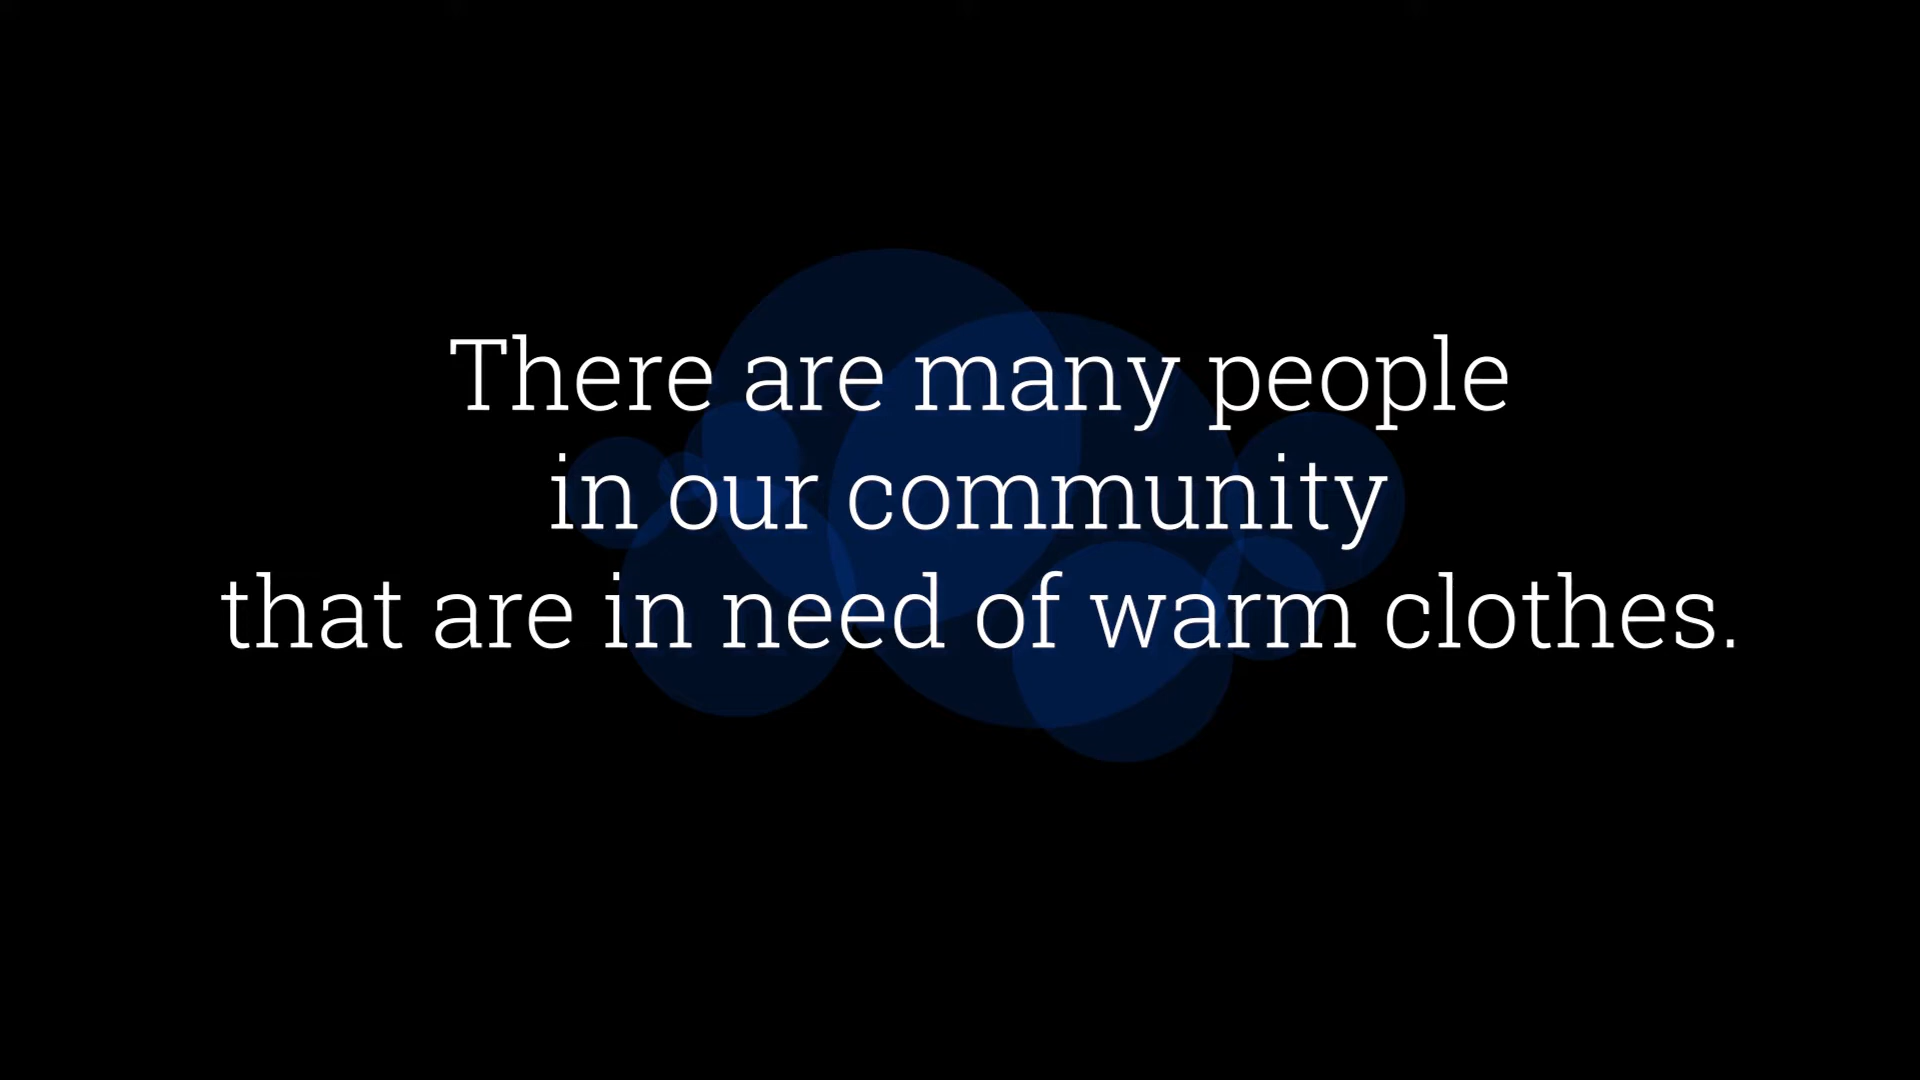 There are many people
in our community
that are in need of warm clothes.